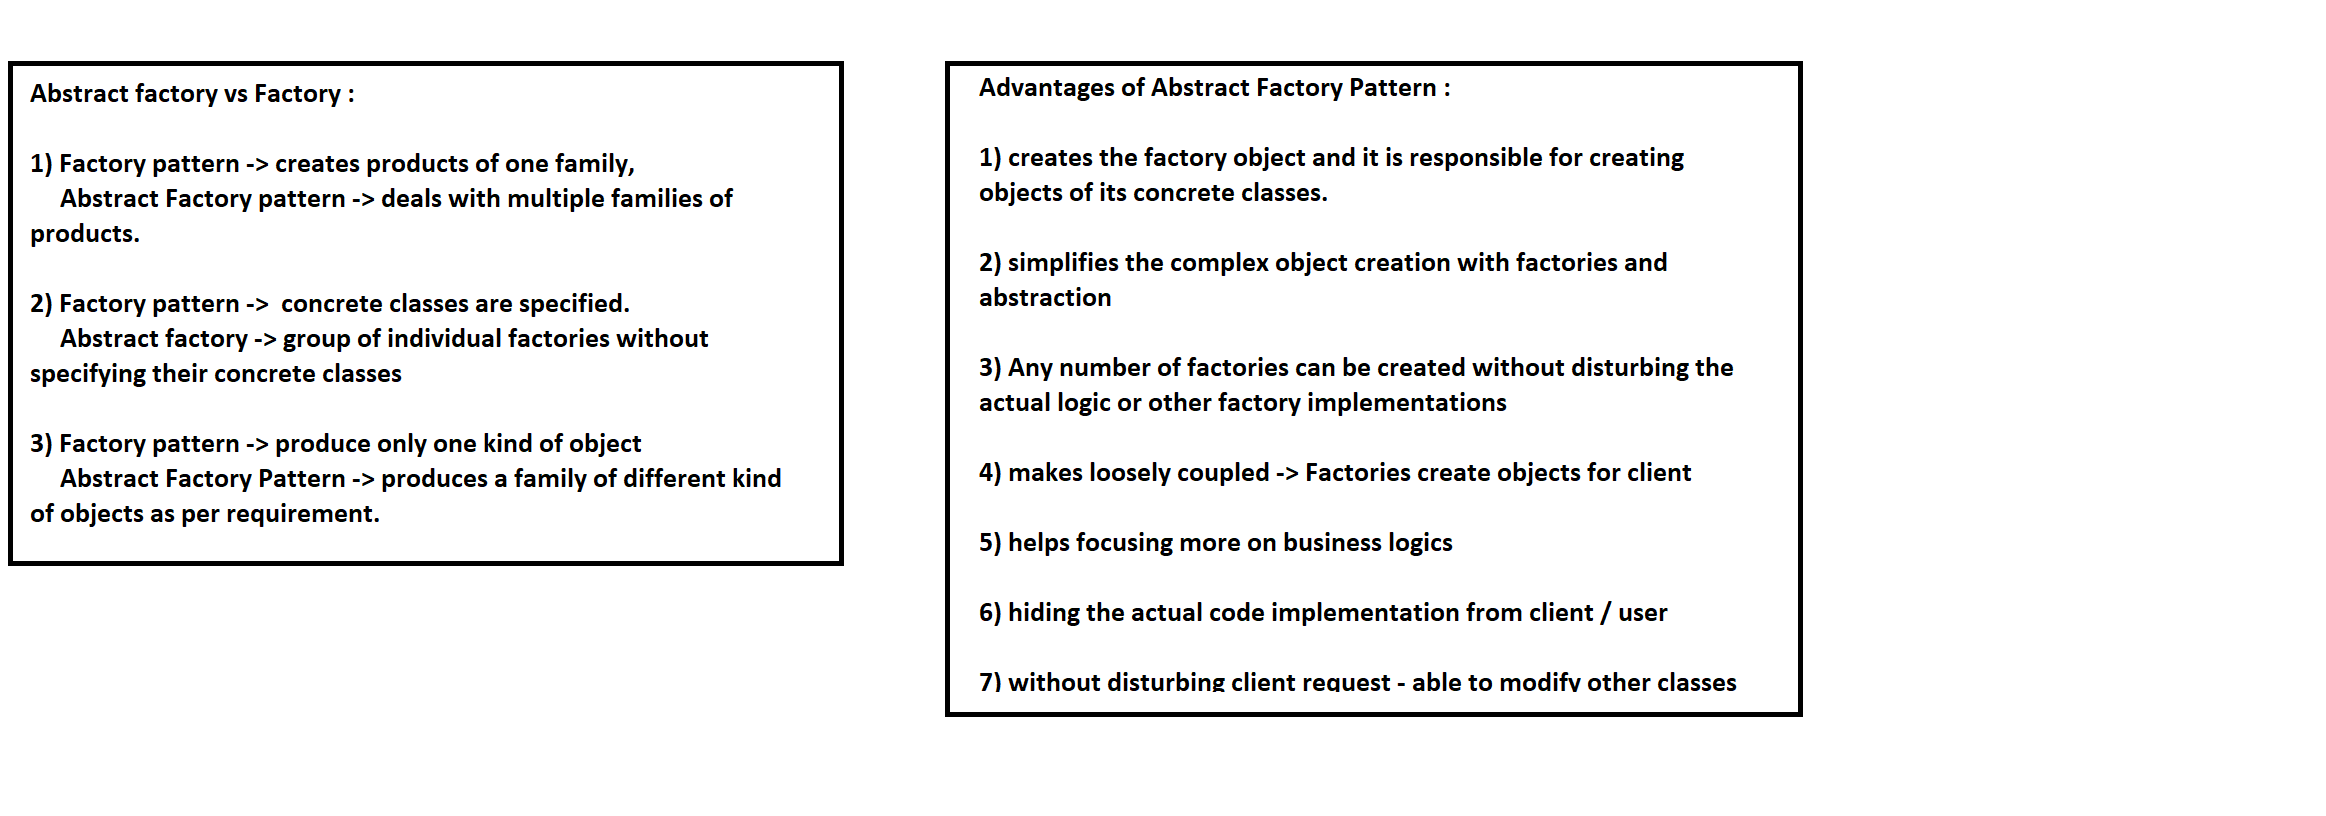 Abstract factory vs Factory :
1) Factory pattern -> creates products of one family,
Abstract Factory pattern -> deals with multiple families of
products.
2) Factory pattern ->  concrete classes are specified.
Abstract factory -> group of individual factories without
specifying their concrete classes
3) Factory pattern -> produce only one kind of object
Abstract Factory Pattern -> produces a family of different kind
of objects as per requirement.
Advantages of Abstract Factory Pattern :
1) creates the factory object and it is responsible for creating
objects of its concrete classes.
2) simplifies the complex object creation with factories and
abstraction
3) Any number of factories can be created without disturbing the
actual logic or other factory implementations
4) makes loosely coupled -> Factories create objects for client
5) helps focusing more on business logics
6) hiding the actual code implementation from client / user
7) without disturbing client request - able to modify other classes